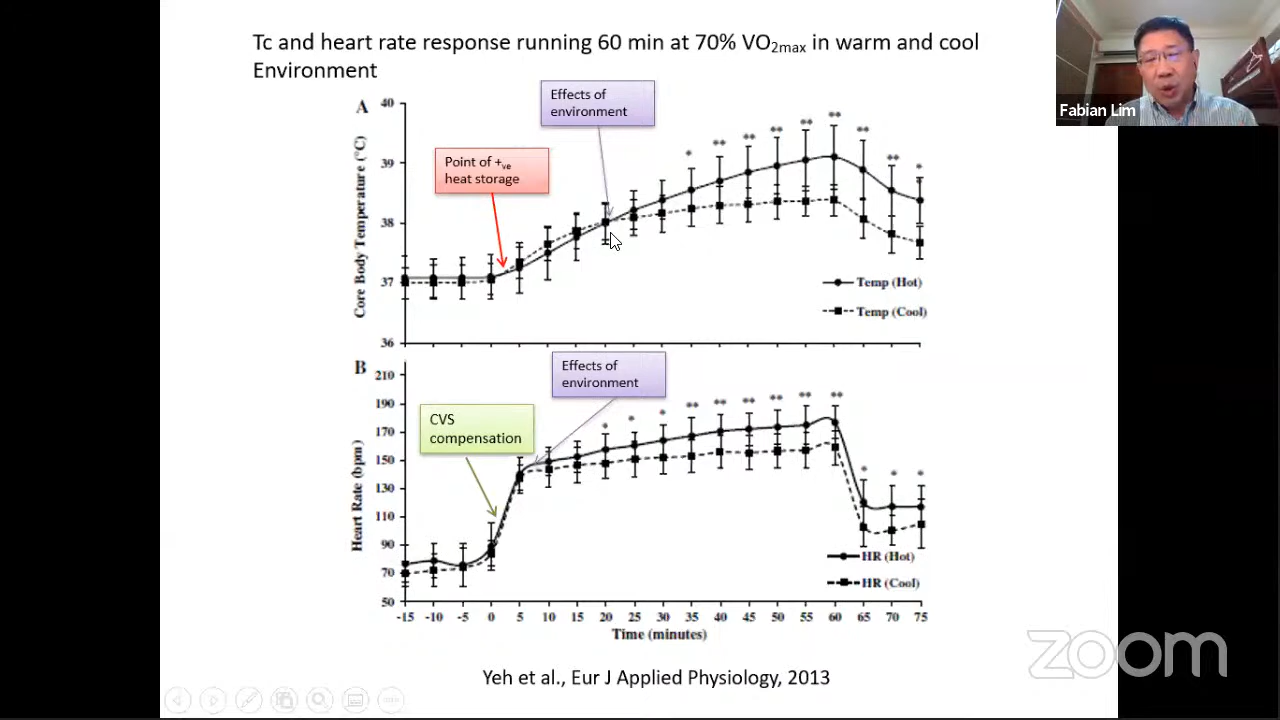 Tc and heart rate response running 60 min at 70% VO2max in warm and cool
Environment
Fabian Lim
A
Effects of
environment
Point of +ve
heat storage
Core Body Temperature (°C)
40
39
38
37
36
* ** ** ** ** ** ** ** *
Temp (Hot)
Temp (Cool)
B
Effects of
environment
CVS
compensation
Heart Rate (bpm)
210
190
170
150
130
110
90
70
50
* * * ** ** ** ** ** ** * * *
HR (Hot)
HR (Cool)
-15 -10 -5 0 5 10 15 20 25 30 35 40 45 50 55 60 65 70 75
Time (minutes)
Yeh et al., Eur J Applied Physiology, 2013
zoom